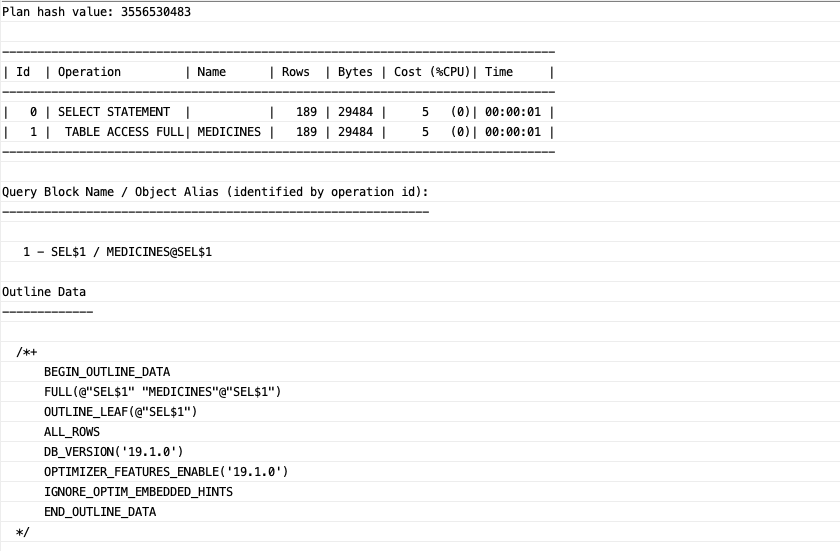 Plan hash value: 3556530483
-------------------------------------------------------------------------------
| Id  | Operation         | Name      | Rows  | Bytes | Cost (%CPU)| Time     |
-------------------------------------------------------------------------------
|   0 | SELECT STATEMENT  |           |   189 | 29484 |     5   (0)| 00:00:01 |
|   1 |  TABLE ACCESS FULL| MEDICINES |   189 | 29484 |     5   (0)| 00:00:01 |
-------------------------------------------------------------------------------
Query Block Name / Object Alias (identified by operation id):
-------------------------------------------------------------
   1 - SEL$1 / MEDICINES@SEL$1
Outline Data
-------------
  /*+
      BEGIN_OUTLINE_DATA
      FULL(@"SEL$1" "MEDICINES"@"SEL$1")
      OUTLINE_LEAF(@"SEL$1")
      ALL_ROWS
      DB_VERSION('19.1.0')
      OPTIMIZER_FEATURES_ENABLE('19.1.0')
      IGNORE_OPTIM_EMBEDDED_HINTS
      END_OUTLINE_DATA
  */